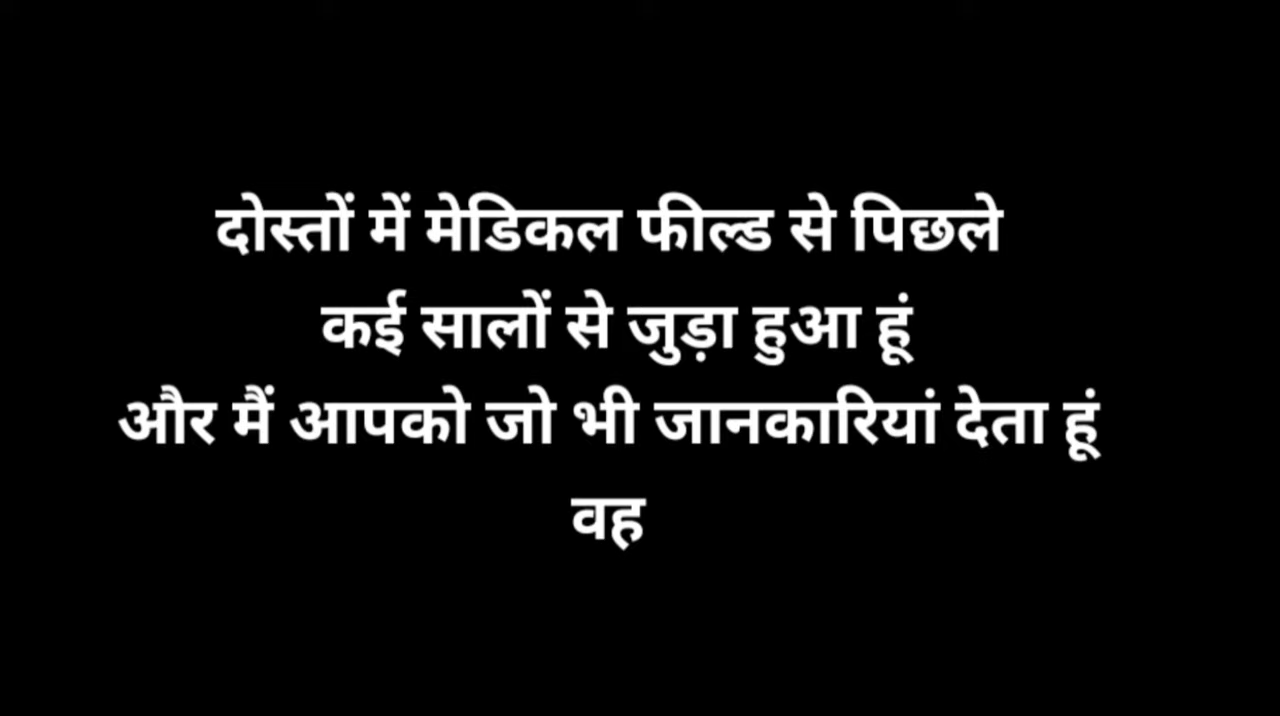 दोस्तों में मेडिकल फील्ड से पिछले
कई सालों से जुड़ा हुआ हूं
और मैं आपको जो भी जानकारियां देता हूं
वह